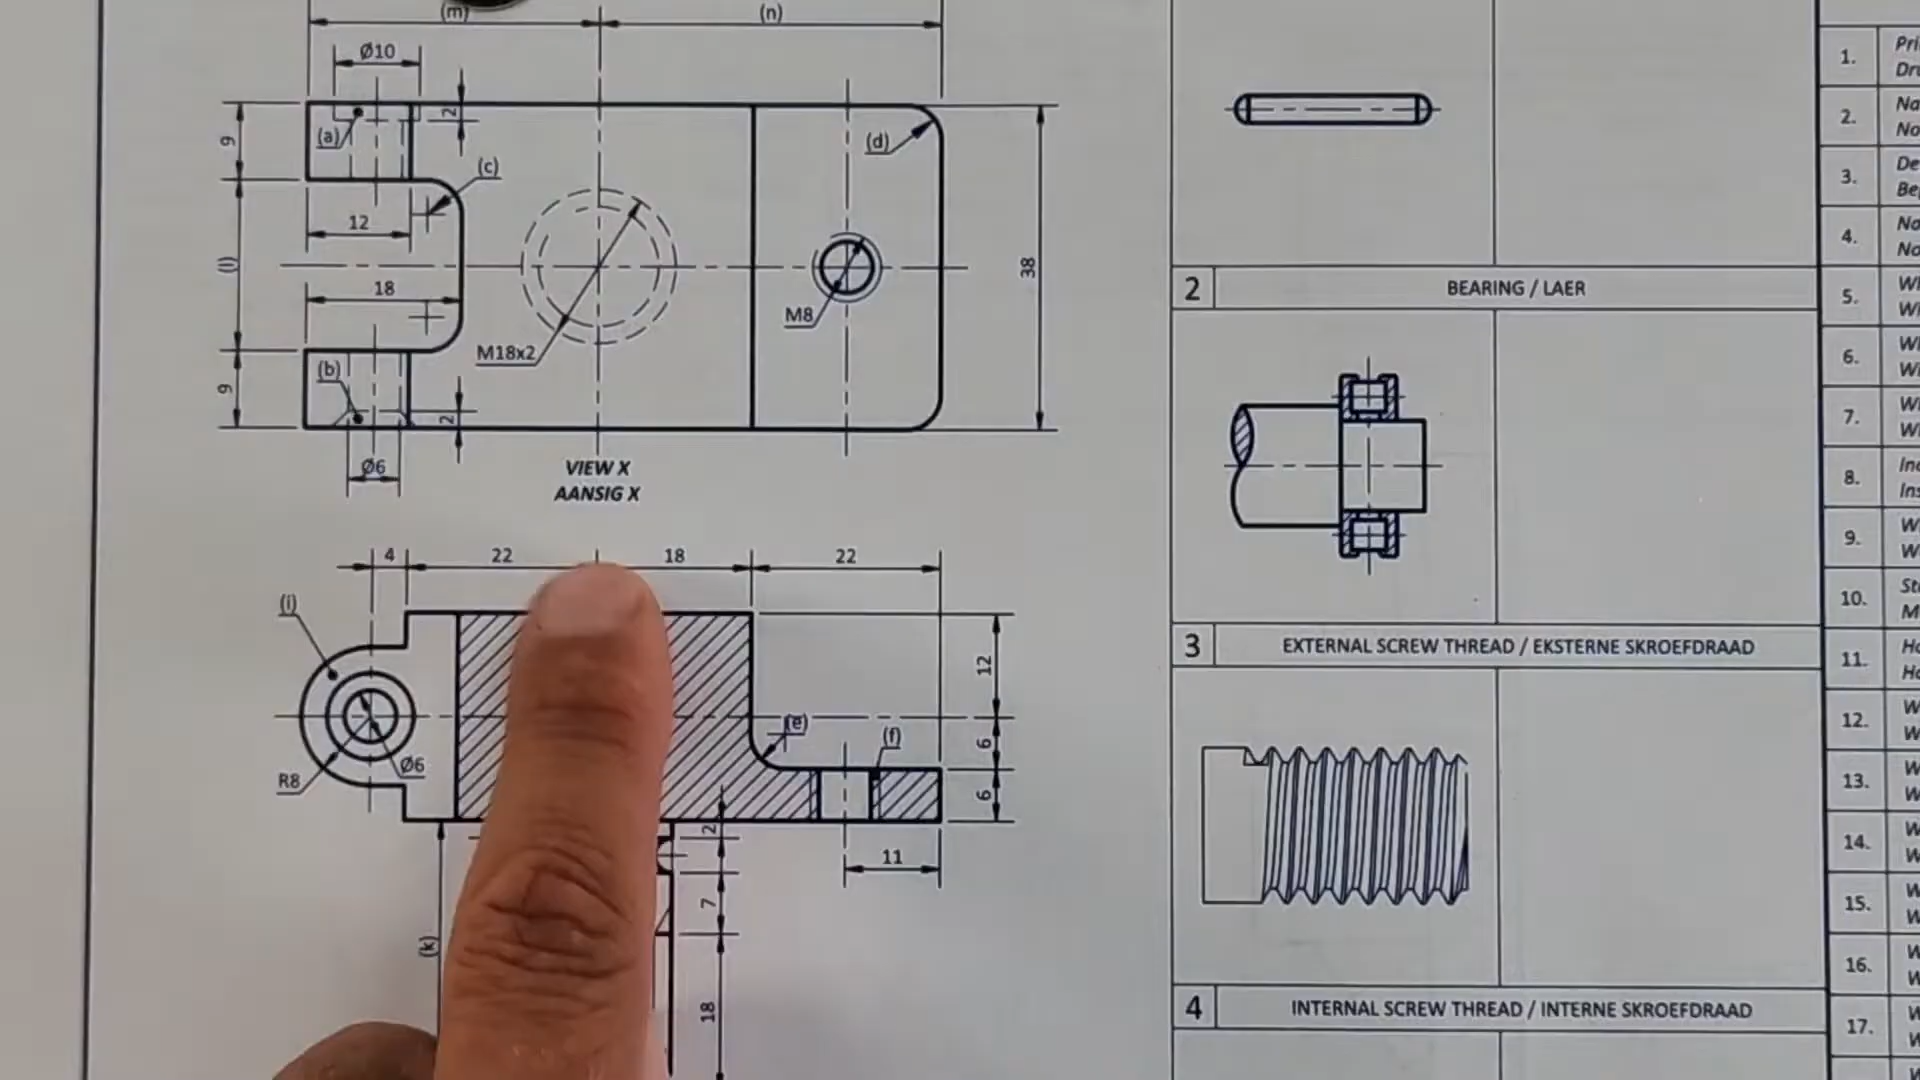 (m)
(n)
Ø10
2
9
(a)
(c)
(d)
12
(l)
18
38
M8
M18x2
(b)
9
2
Ø6
VIEW X
AANSIG X
4
22
18
22
(i)
12
(e)
(f)
6
R8
Ø6
6
2
11
7
(k)
18
2
BEARING / LAER
3
EXTERNAL SCREW THREAD / EKSTERNE SKROEFDRAAD
4
INTERNAL SCREW THREAD / INTERNE SKROEFDRAAD
1.
2.
3.
4.
5.
6.
7.
8.
9.
10.
11.
12.
13.
14.
15.
16.
17.